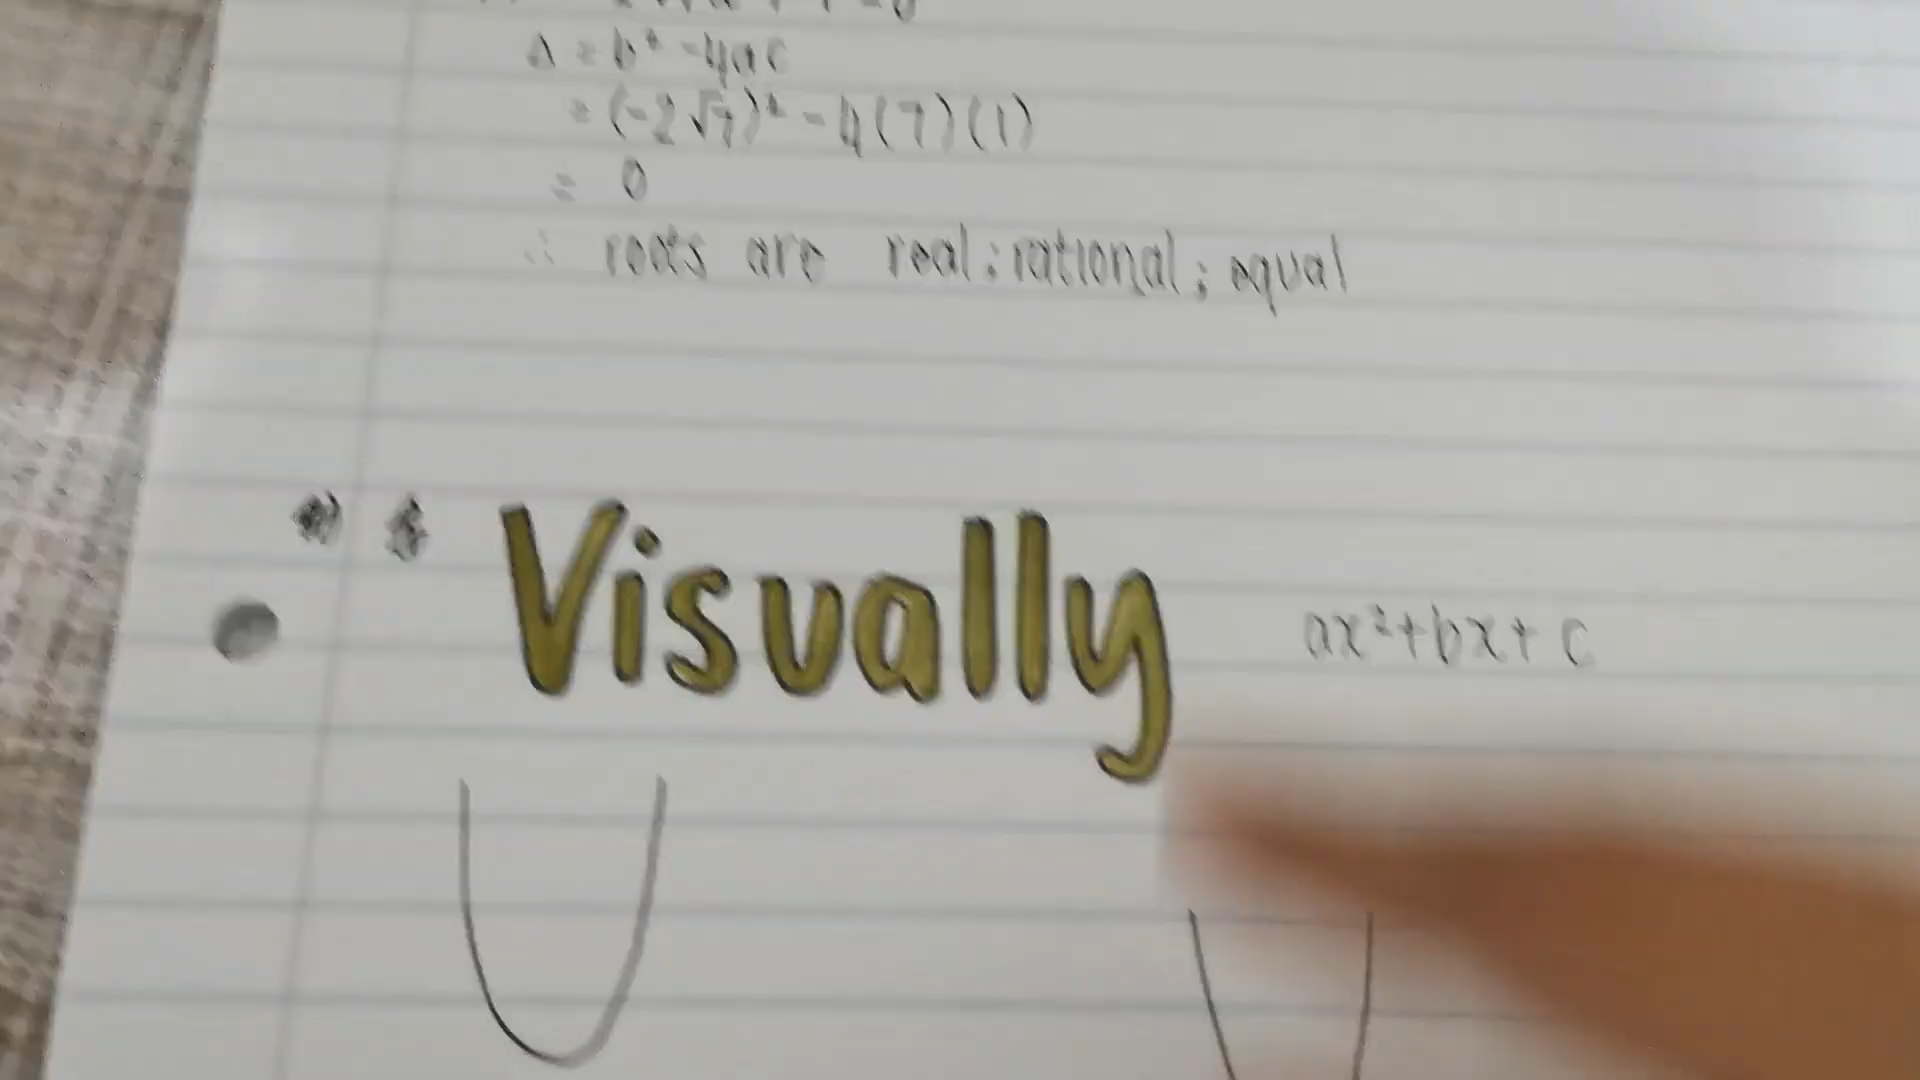 Δ = b² - 4ac
= (-2√7)² - 4(7)(1)
= 0
∴ roots are real; rational; equal
Visually
ax²+bx+c